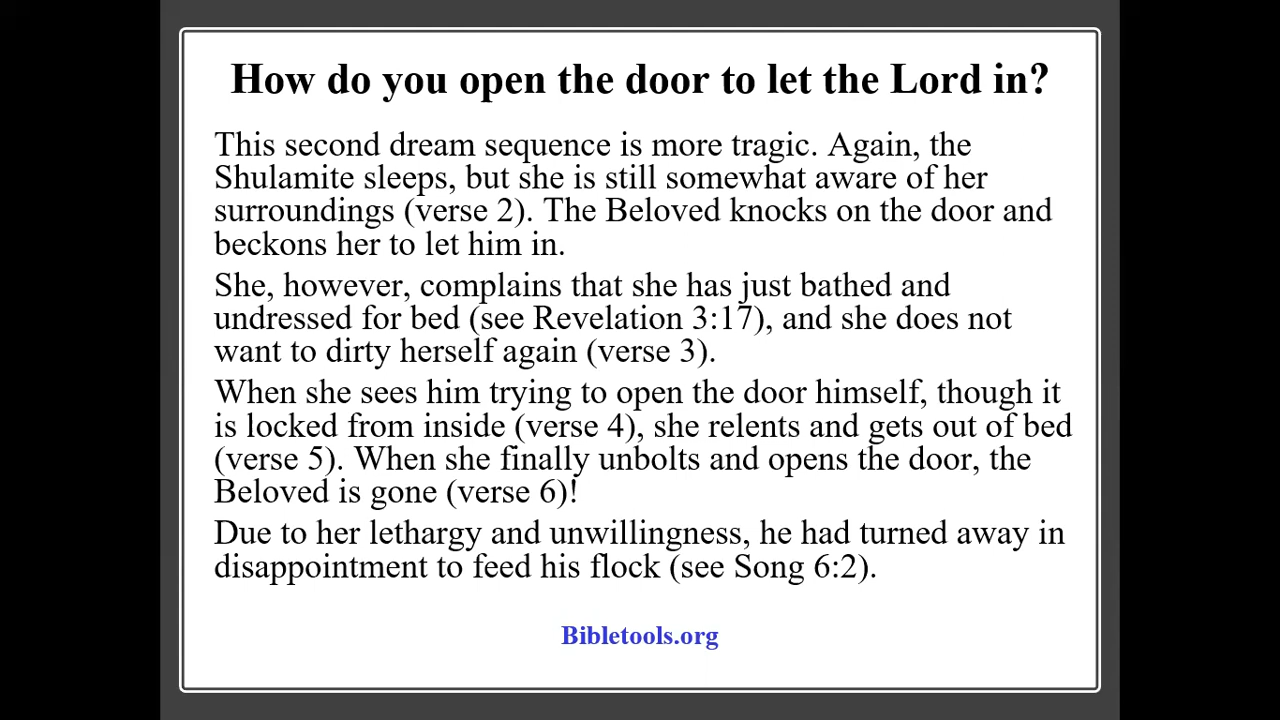 How do you open the door to let the Lord in?
This second dream sequence is more tragic. Again, the
Shulamite sleeps, but she is still somewhat aware of her
surroundings (verse 2). The Beloved knocks on the door and
beckons her to let him in.
She, however, complains that she has just bathed and
undressed for bed (see Revelation 3:17), and she does not
want to dirty herself again (verse 3).
When she sees him trying to open the door himself, though it
is locked from inside (verse 4), she relents and gets out of bed
(verse 5). When she finally unbolts and opens the door, the
Beloved is gone (verse 6)!
Due to her lethargy and unwillingness, he had turned away in
disappointment to feed his flock (see Song 6:2).
Bibletools.org